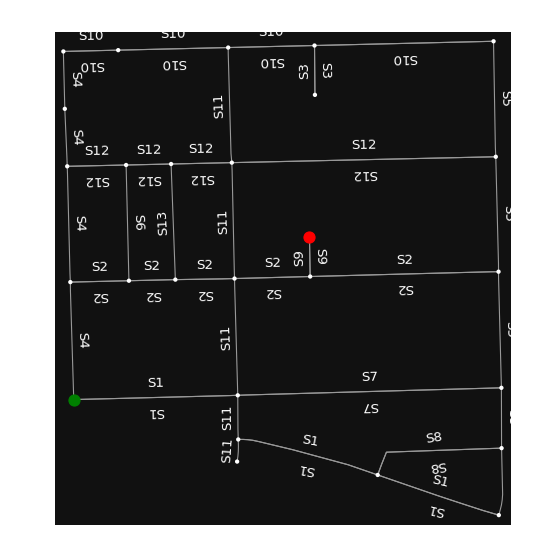 S10 S10 S10
S10 S10 S10 S10
S4 S3 S3 S5
S11
S4
S12 S12 S12 S12
S12 S12 S12 S12
S4 S6 S13 S11 S5
S9 S9
S2 S2 S2 S2 S2
S2 S2 S2 S2 S2
S4 S11
S1 S7
S1 S7
S11
S1 S8
S11 S1 S8
S1
S1